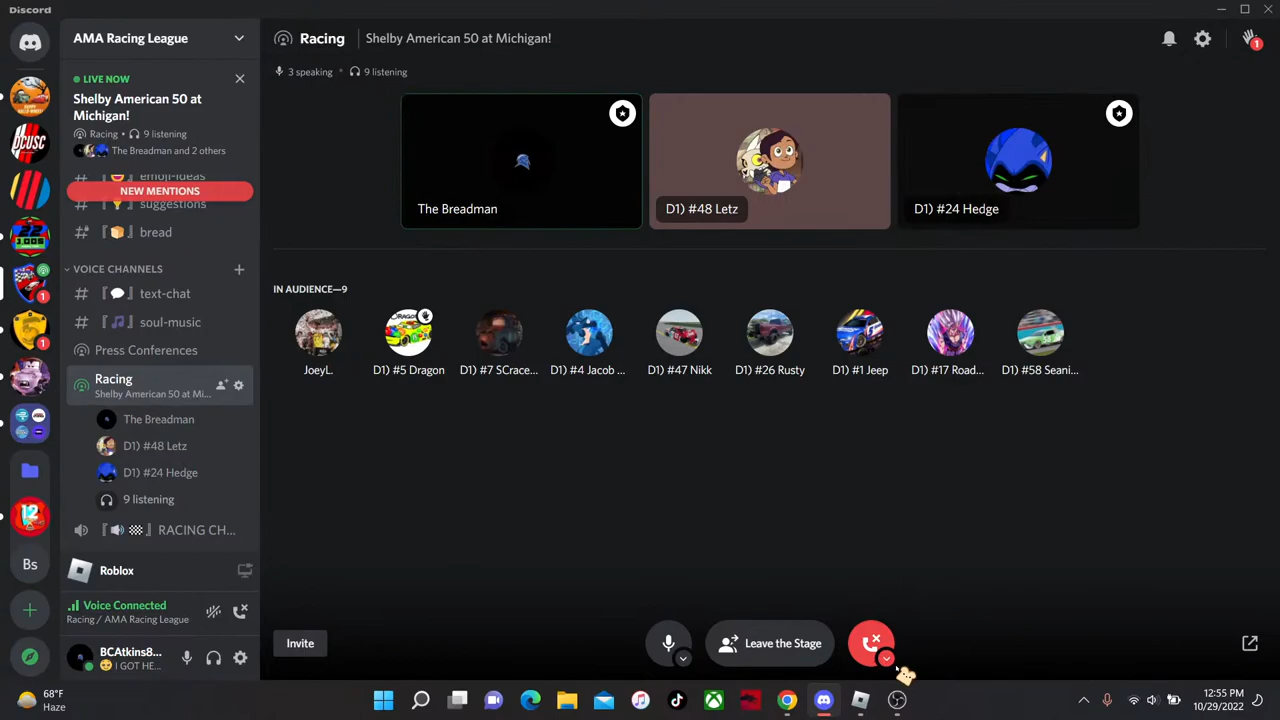 Discord
AMA Racing League
LIVE NOW
Shelby American 50 at
Michigan!
Racing • 9 listening
The Breadman and 2 others
emoji-ideas
NEW MENTIONS
suggestions
bread
VOICE CHANNELS
text-chat
soul-music
Press Conferences
Racing
Shelby American 50 at Mi...
The Breadman
D1) #48 Letz
D1) #24 Hedge
9 listening
RACING CH...
Roblox
Voice Connected
Racing / AMA Racing League
BCAtkins8...
I GOT HE...
Bs
1
1
Racing
Shelby American 50 at Michigan!
1
3 speaking • 9 listening
The Breadman
D1) #48 Letz
D1) #24 Hedge
IN AUDIENCE—9
JoeyL.
D1) #5 Dragon
D1) #7 SCrace...
D1) #4 Jacob ...
D1) #47 Nikk
D1) #26 Rusty
D1) #1 Jeep
D1) #17 Road...
D1) #58 Seani...
Invite
Leave the Stage
68°F
Haze
12:55 PM
10/29/2022